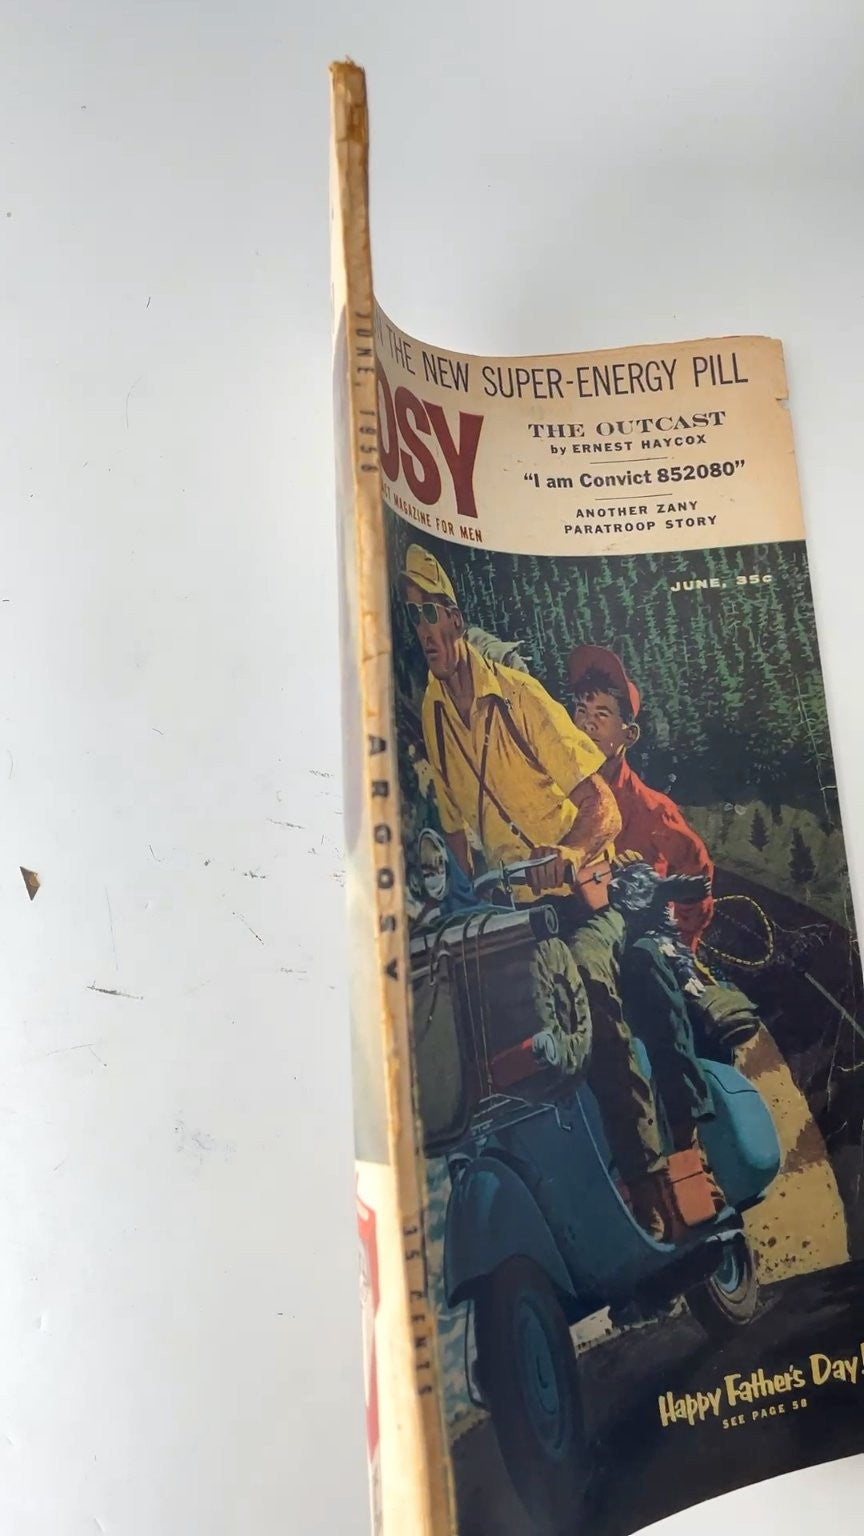 THE NEW SUPER-ENERGY PILL
OSY
MAGAZINE FOR MEN
THE OUTCAST
by ERNEST HAYCOX
“I am Convict 852080”
ANOTHER ZANY
PARATROOP STORY
JUNE, 35c
Happy Father's Day!
SEE PAGE 58
JUNE,
ARGOSY
35 CENTS